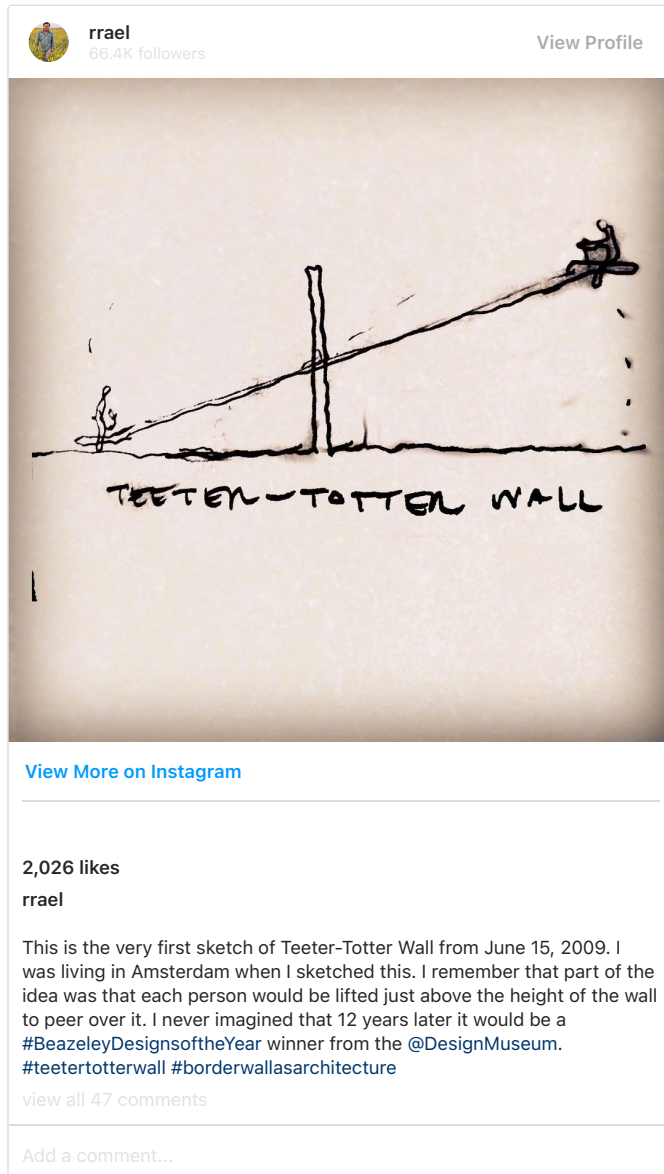 rrael
66.4K followers
View Profile
TEETER-TOTTER WALL
View More on Instagram
2,026 likes
rrael
This is the very first sketch of Teeter-Totter Wall from June 15, 2009. I
was living in Amsterdam when I sketched this. I remember that part of the
idea was that each person would be lifted just above the height of the wall
to peer over it. I never imagined that 12 years later it would be a
#BeazeleyDesignsoftheYear winner from the @DesignMuseum.
#teetertotterwall #borderwallasarchitecture
view all 47 comments
Add a comment...